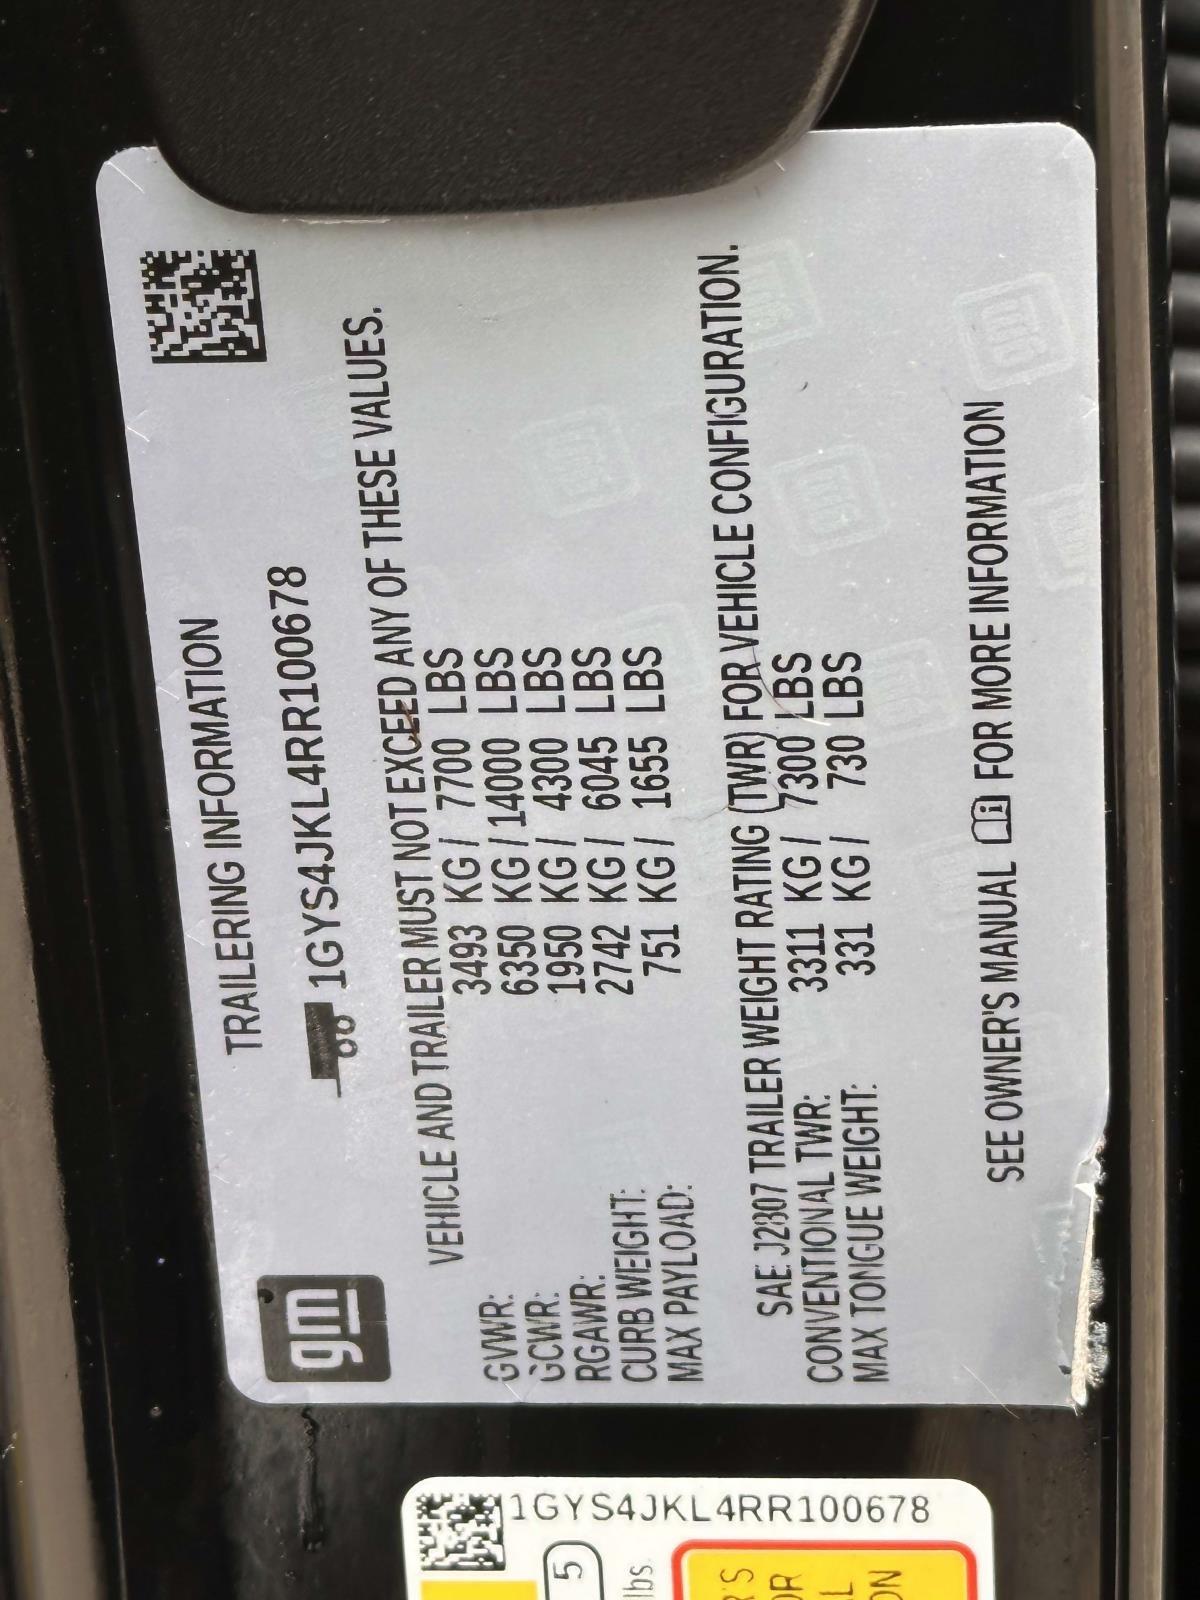 gm
TRAILERING INFORMATION
1GYS4JKL4RR100678
VEHICLE AND TRAILER MUST NOT EXCEED ANY OF THESE VALUES.
GVWR: 3493 KG / 7700 LBS
GCWR: 6350 KG / 14000 LBS
RGAWR: 1950 KG / 4300 LBS
CURB WEIGHT: 2742 KG / 6045 LBS
MAX PAYLOAD: 751 KG / 1655 LBS
SAE J2807 TRAILER WEIGHT RATING (TWR) FOR VEHICLE CONFIGURATION.
CONVENTIONAL TWR: 3311 KG / 7300 LBS
MAX TONGUE WEIGHT: 331 KG / 730 LBS
SEE OWNER'S MANUAL FOR MORE INFORMATION
1GYS4JKL4RR100678
5
lbs.